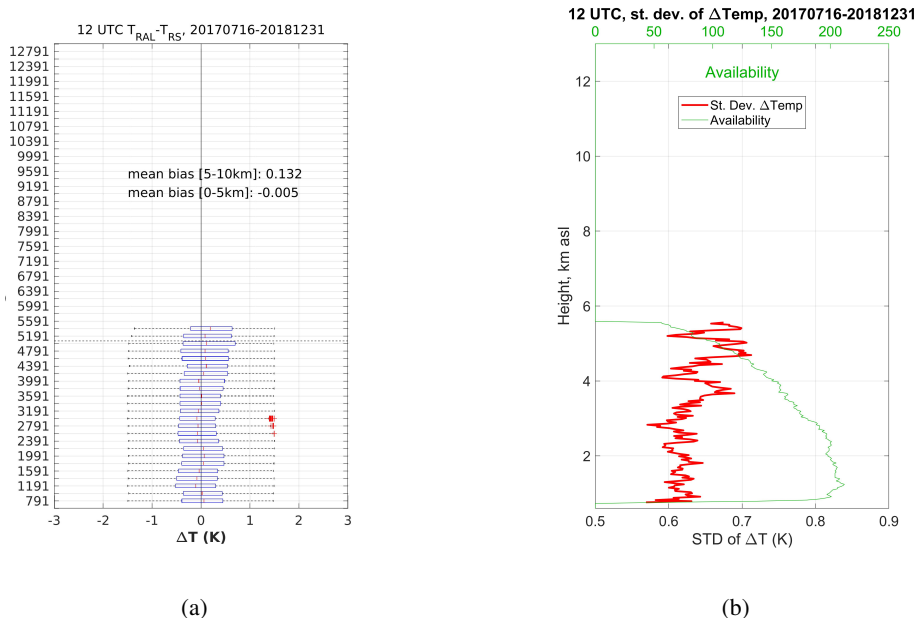 12 UTC T_RAL-T_RS, 20170716-20181231
12791
12391
11991
11591
11191
10791
10391
9991
9591
9191
8791
8391
7991
7591
7191
6791
6391
5991
5591
5191
4791
4391
3991
3591
3191
2791
2391
1991
1591
1191
791
mean bias [5-10km]: 0.132
mean bias [0-5km]: -0.005
-3 -2 -1 0 1 2 3
ΔT (K)
(a)
12 UTC, st. dev. of ΔTemp, 20170716-20181231
0 50 100 150 200 250
Availability
St. Dev. ΔTemp
Availability
Height, km asl
12
10
8
6
4
2
0.5 0.6 0.7 0.8 0.9
STD of ΔT (K)
(b)